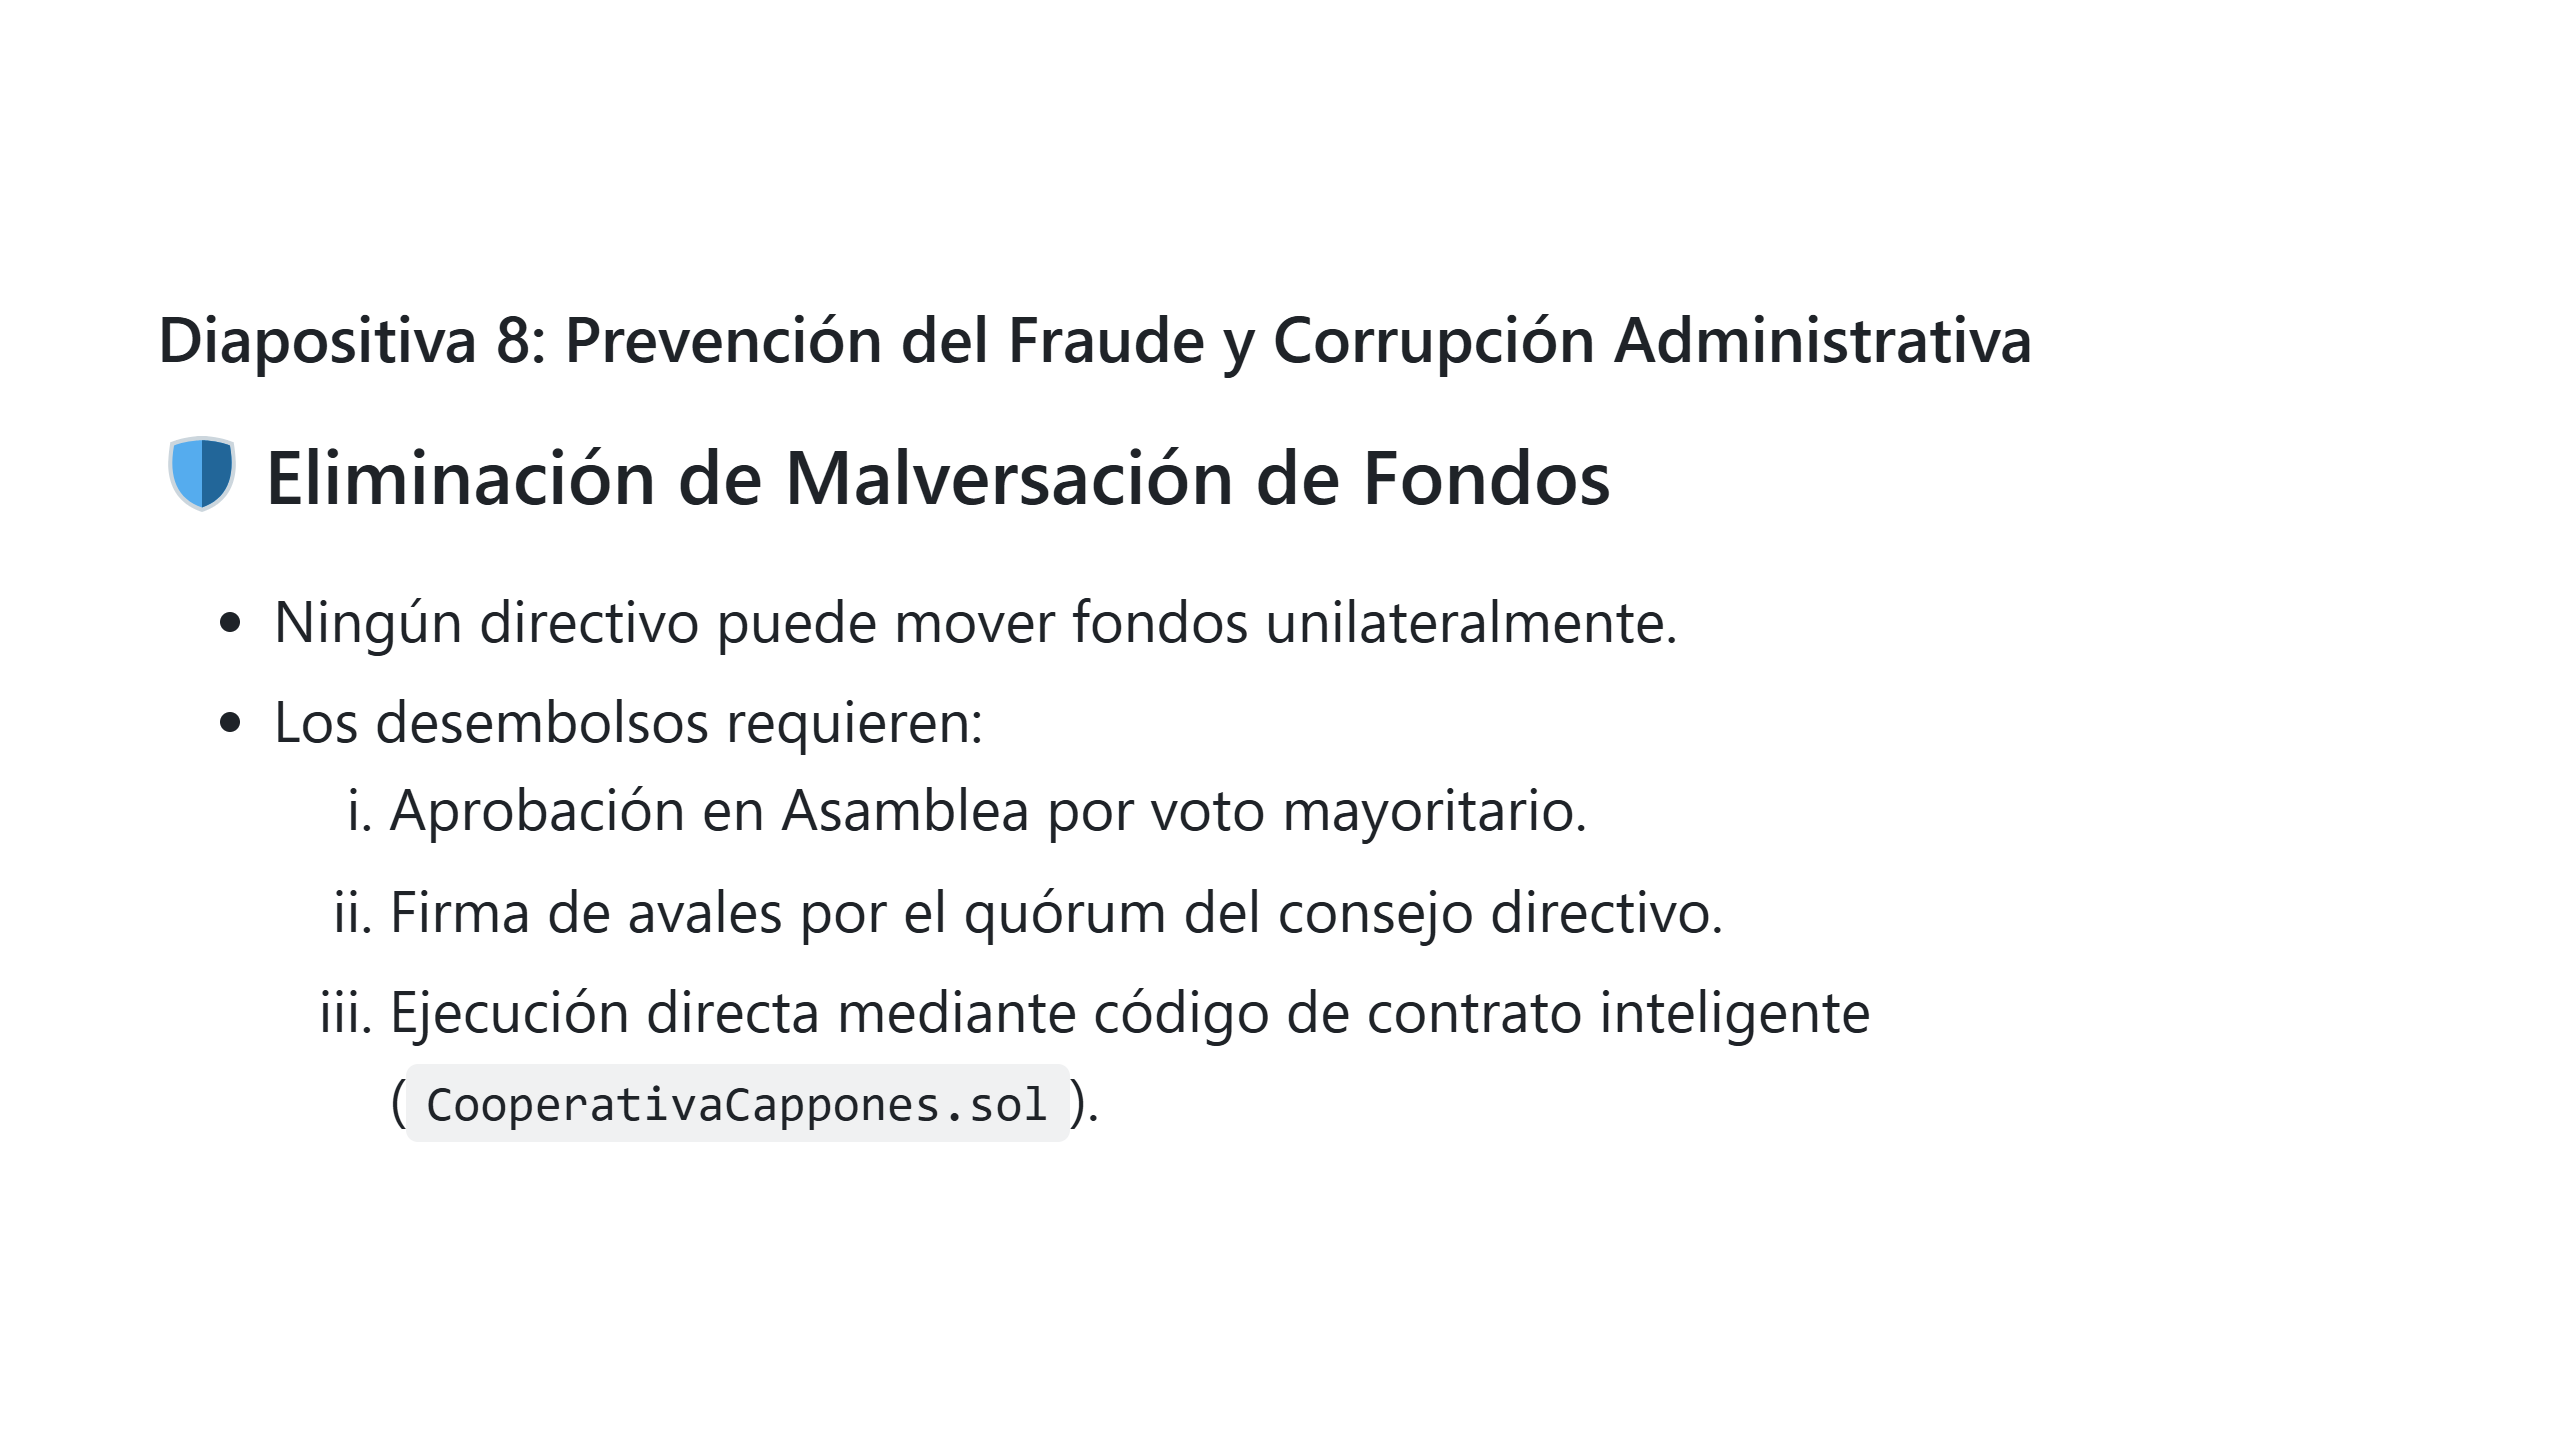 Diapositiva 8: Prevención del Fraude y Corrupción Administrativa
🛡️ Eliminación de Malversación de Fondos
• Ningún directivo puede mover fondos unilateralmente.
• Los desembolsos requieren:
i. Aprobación en Asamblea por voto mayoritario.
ii. Firma de avales por el quórum del consejo directivo.
iii. Ejecución directa mediante código de contrato inteligente
(CooperativaCappones.sol).